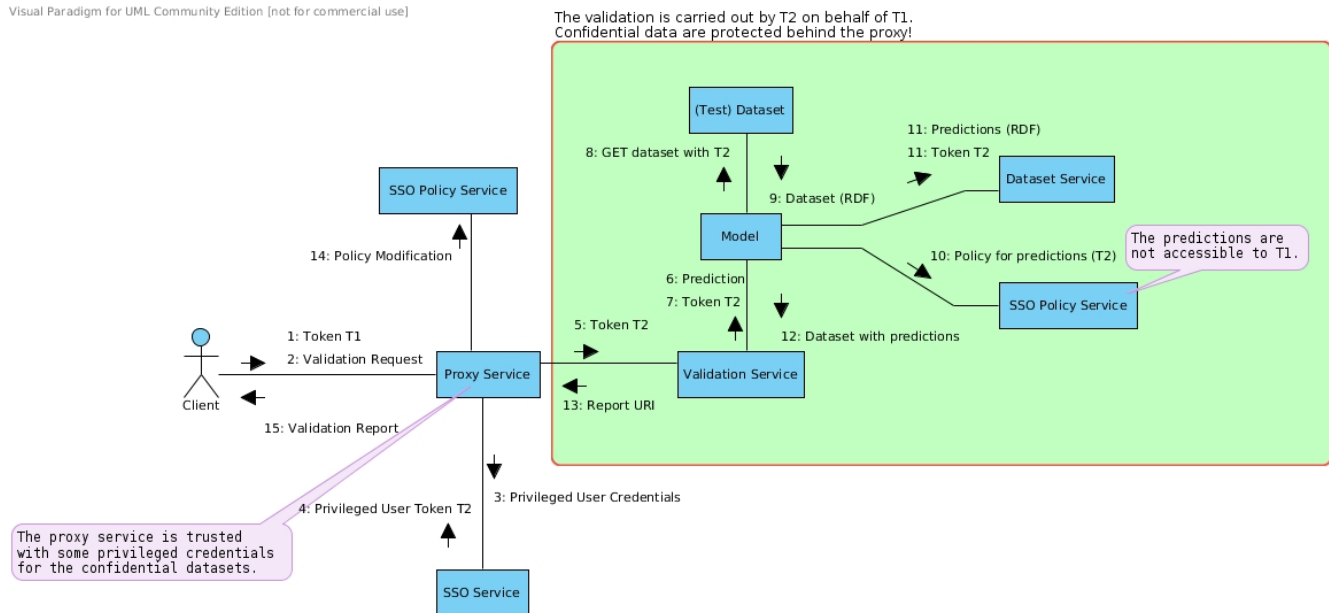 Visual Paradigm for UML Community Edition [not for commercial use]
The validation is carried out by T2 on behalf of T1.
Confidential data are protected behind the proxy!
(Test) Dataset
11: Predictions (RDF)
8: GET dataset with T2
11: Token T2
SSO Policy Service
Dataset Service
9: Dataset (RDF)
Model
The predictions are
not accessible to T1.
14: Policy Modification
10: Policy for predictions (T2)
6: Prediction
7: Token T2
SSO Policy Service
5: Token T2
1: Token T1
12: Dataset with predictions
2: Validation Request
Proxy Service
Validation Service
Client
13: Report URI
15: Validation Report
3: Privileged User Credentials
4: Privileged User Token T2
The proxy service is trusted
with some privileged credentials
for the confidential datasets.
SSO Service